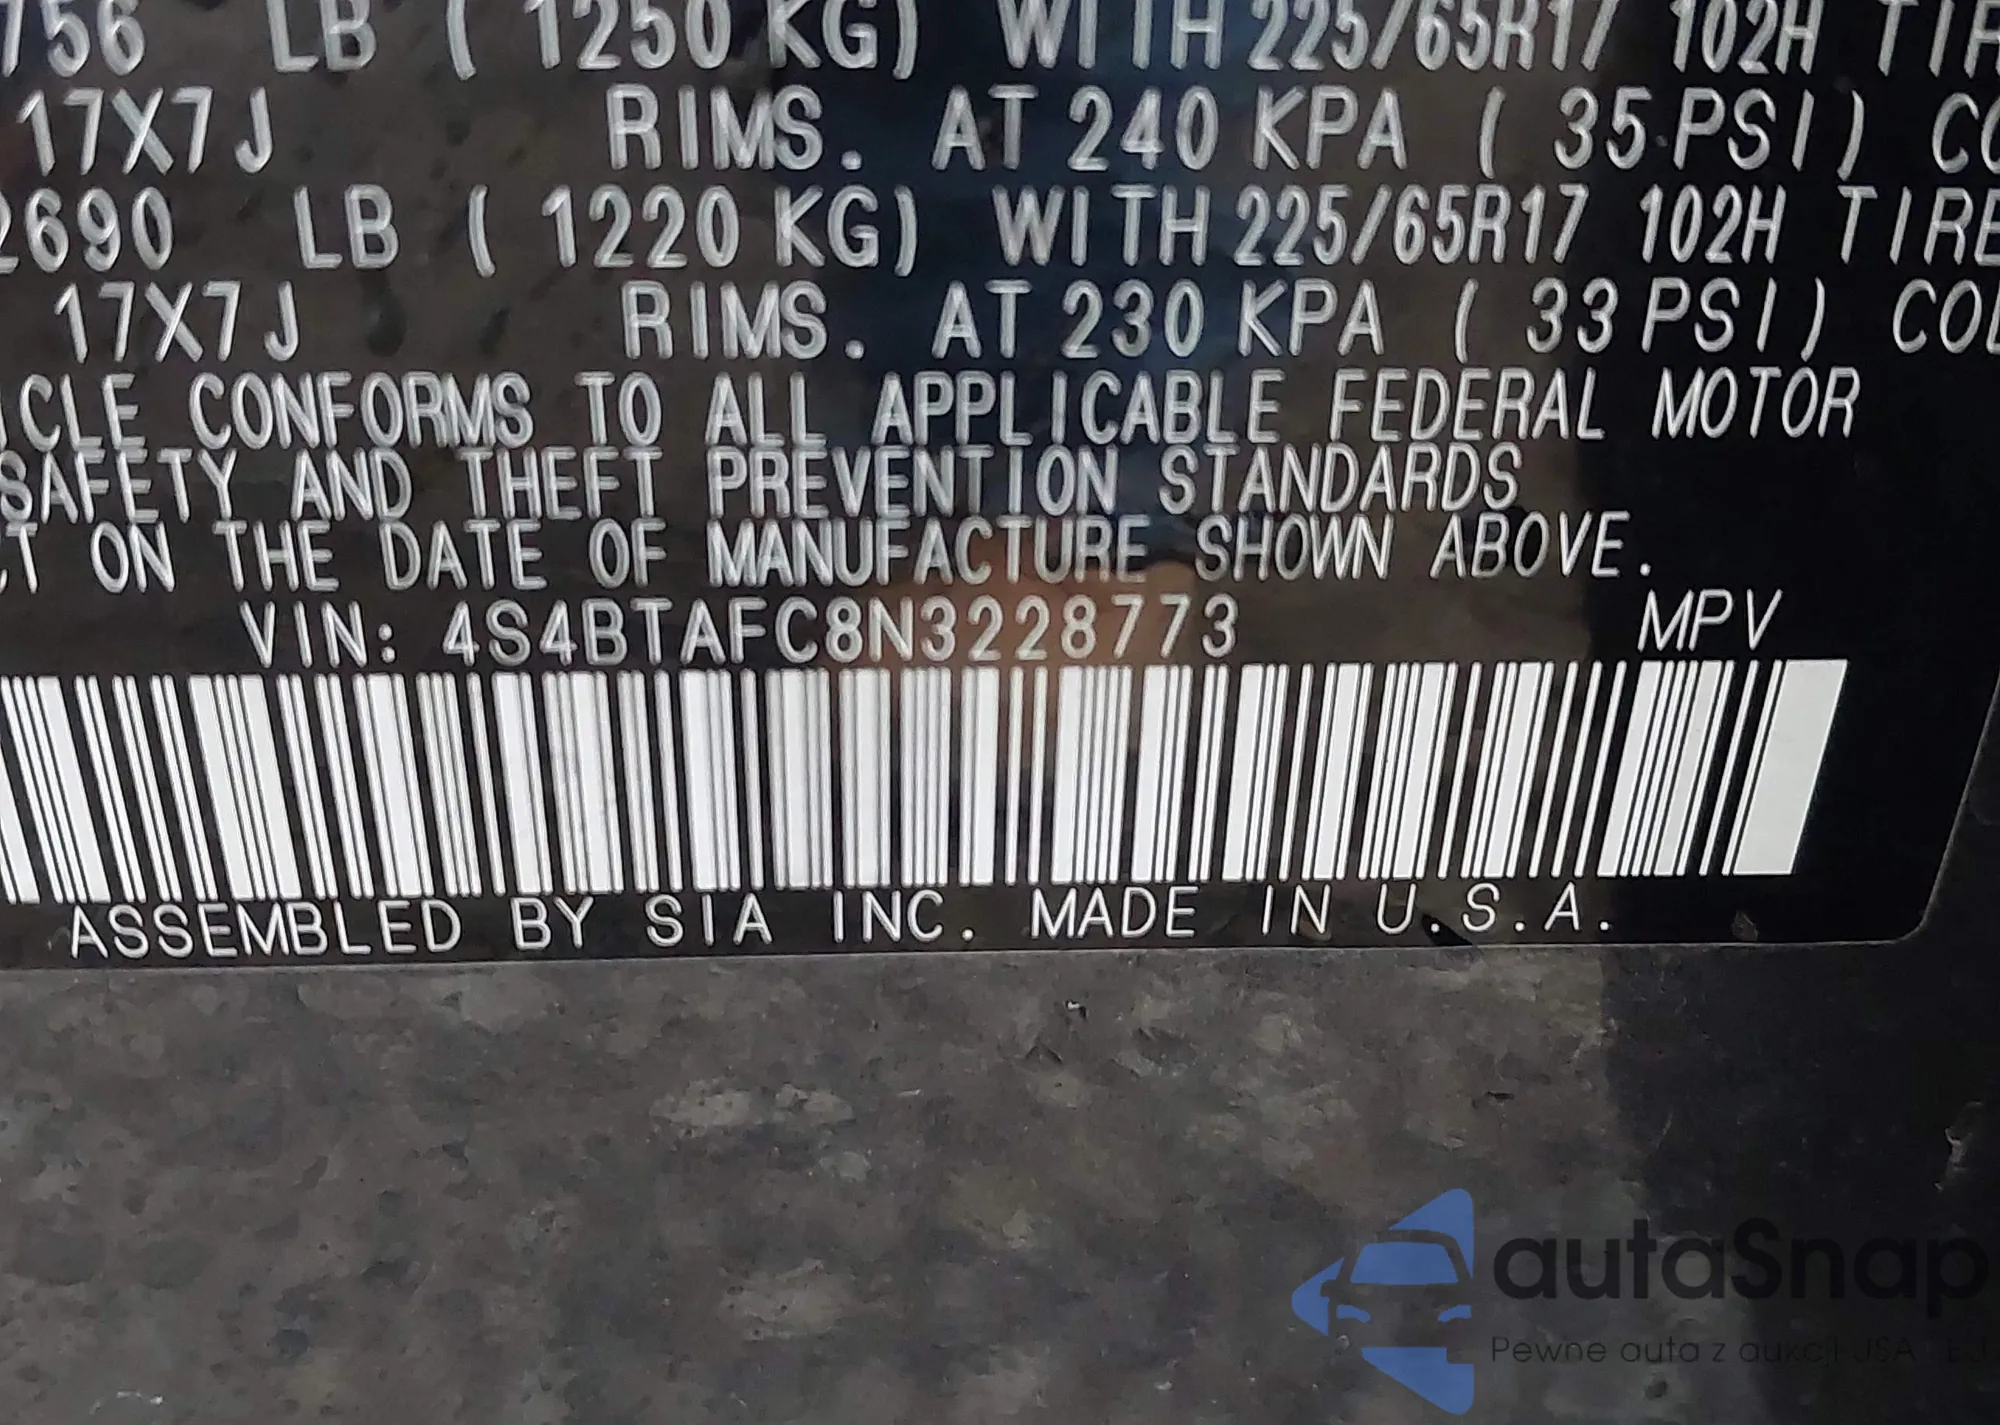 756 LB ( 1250 KG) WITH 225/65R17 102H TIR
17X7J RIMS. AT 240 KPA ( 35 PSI) CO
2690 LB ( 1220 KG) WITH 225/65R17 102H TIRE
17X7J RIMS. AT 230 KPA ( 33 PSI) COL
ICLE CONFORMS TO ALL APPLICABLE FEDERAL MOTOR
SAFETY AND THEFT PREVENTION STANDARDS
CT ON THE DATE OF MANUFACTURE SHOWN ABOVE.
VIN: 4S4BTAFC8N3228773 MPV
ASSEMBLED BY SIA INC. MADE IN U.S.A.
autaSnap
Pewne auta z aukcji USA